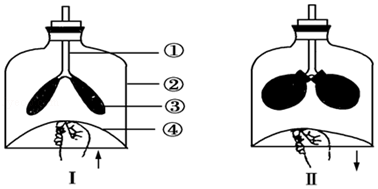 ①
②
③
④
I
II